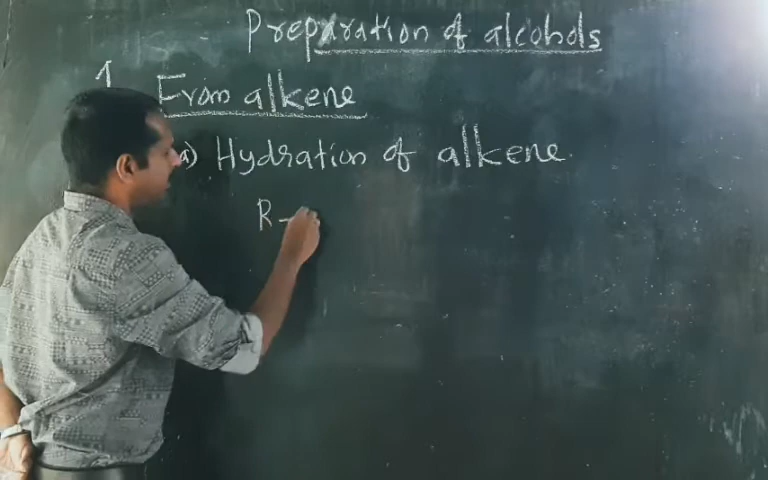 Preparation of alcohols
1 From alkene
a) Hydration of alkene
R-